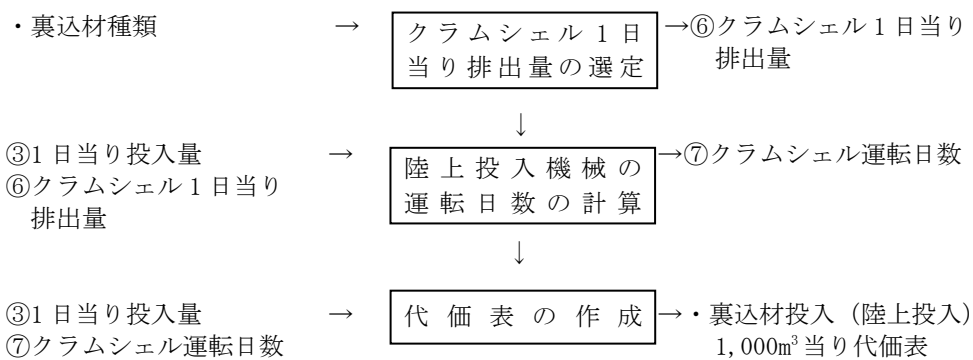 ・裏込材種類 → クラムシェル1日 →⑥クラムシェル1日当り
当り排出量の選定 排出量
↓
③1日当り投入量 → 陸上投入機械の →⑦クラムシェル運転日数
⑥クラムシェル1日当り 運転日数の計算
排出量
↓
③1日当り投入量 → 代価表の作成 →・裏込材投入（陸上投入）
⑦クラムシェル運転日数 1,000m³当り代価表